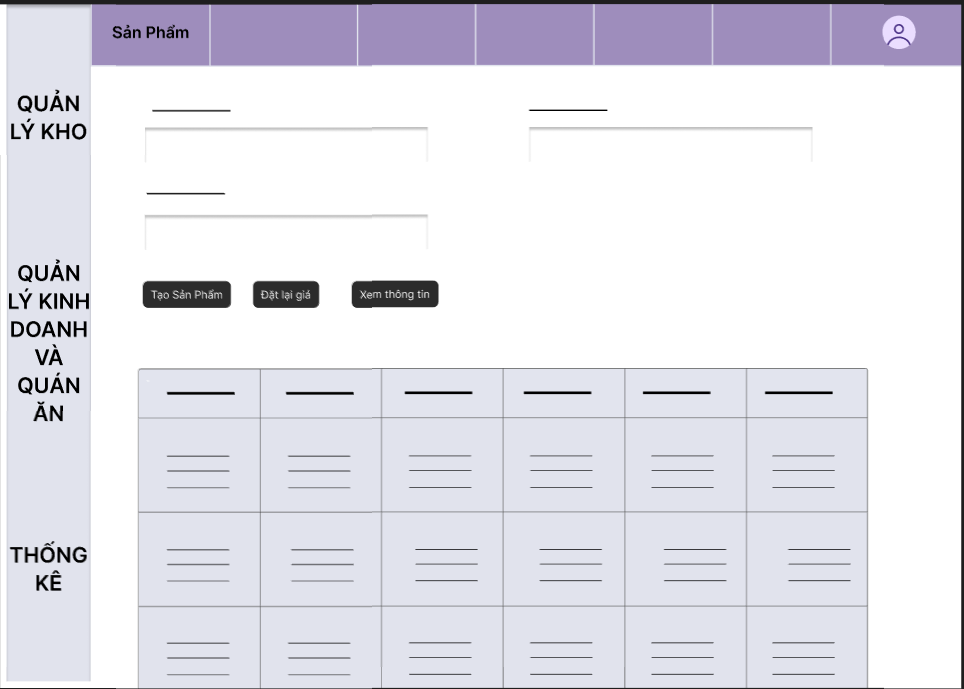 Sản Phẩm
QUẢN
LÝ KHO
QUẢN
LÝ KINH
DOANH
VÀ
QUÁN
ĂN
THỐNG
KÊ
Tạo Sản Phẩm
Đặt lại giá
Xem thông tin